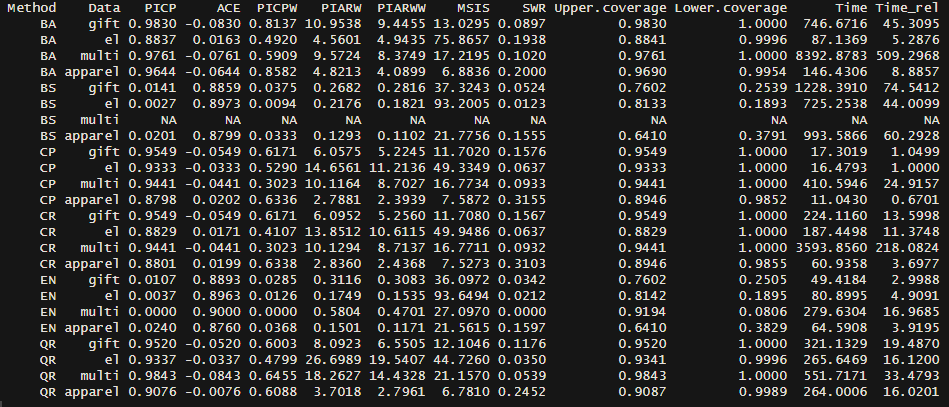 Method Data PICP ACE PICPW PIARW PIARWW MSIS SWR Upper.coverage Lower.coverage Time Time_rel
BA gift 0.9830 -0.0830 0.8137 10.9538 9.4455 13.0295 0.0897 0.9830 1.0000 746.6716 45.3095
BA el 0.8837 0.0163 0.4920 4.5601 4.9435 75.8657 0.1938 0.8841 0.9996 87.1369 5.2876
BA multi 0.9761 -0.0761 0.5909 9.5724 8.3749 17.2195 0.1020 0.9761 1.0000 8392.8783 509.2968
BA apparel 0.9644 -0.0644 0.8582 4.8213 4.0899 6.8836 0.2000 0.9690 0.9954 146.4306 8.8857
BS gift 0.0141 0.8859 0.0375 0.2682 0.2816 37.3243 0.0524 0.7602 0.2539 1228.3910 74.5412
BS el 0.0027 0.8973 0.0094 0.2176 0.1821 93.2005 0.0123 0.8133 0.1893 725.2538 44.0099
BS multi NA NA NA NA NA NA NA NA NA NA NA
BS apparel 0.0201 0.8799 0.0333 0.1293 0.1102 21.7756 0.1555 0.6410 0.3791 993.5866 60.2928
CP gift 0.9549 -0.0549 0.6171 6.0575 5.2245 11.7020 0.1576 0.9549 1.0000 17.3019 1.0499
CP el 0.9333 -0.0333 0.5290 14.6561 11.2136 49.3349 0.0637 0.9333 1.0000 16.4793 1.0000
CP multi 0.9441 -0.0441 0.3023 10.1164 8.7027 16.7734 0.0933 0.9441 1.0000 410.5946 24.9157
CP apparel 0.8798 0.0202 0.6336 2.7881 2.3939 7.5872 0.3155 0.8946 0.9852 11.0430 0.6701
CR gift 0.9549 -0.0549 0.6171 6.0952 5.2560 11.7080 0.1567 0.9549 1.0000 224.1160 13.5998
CR el 0.8829 0.0171 0.4107 13.8512 10.6115 49.9486 0.0637 0.8829 1.0000 187.4498 11.3748
CR multi 0.9441 -0.0441 0.3023 10.1294 8.7137 16.7711 0.0932 0.9441 1.0000 3593.8560 218.0824
CR apparel 0.8801 0.0199 0.6338 2.8360 2.4368 7.5273 0.3103 0.8946 0.9855 60.9358 3.6977
EN gift 0.0107 0.8893 0.0285 0.3116 0.3083 36.0972 0.0342 0.7602 0.2505 49.4184 2.9988
EN el 0.0037 0.8963 0.0126 0.1749 0.1535 93.6494 0.0212 0.8142 0.1895 80.8995 4.9091
EN multi 0.0000 0.9000 0.0000 0.5804 0.4701 27.0970 0.0000 0.9194 0.0806 279.6304 16.9685
EN apparel 0.0240 0.8760 0.0368 0.1501 0.1171 21.5615 0.1597 0.6410 0.3829 64.5908 3.9195
QR gift 0.9520 -0.0520 0.6003 8.0923 6.5505 12.1046 0.1176 0.9520 1.0000 321.1329 19.4870
QR el 0.9337 -0.0337 0.4799 26.6989 19.5407 44.7260 0.0350 0.9341 0.9996 265.6469 16.1200
QR multi 0.9843 -0.0843 0.6455 18.2627 14.4328 21.1570 0.0539 0.9843 1.0000 551.7171 33.4793
QR apparel 0.9076 -0.0076 0.6088 3.7018 2.7961 6.7810 0.2452 0.9087 0.9989 264.0006 16.0201